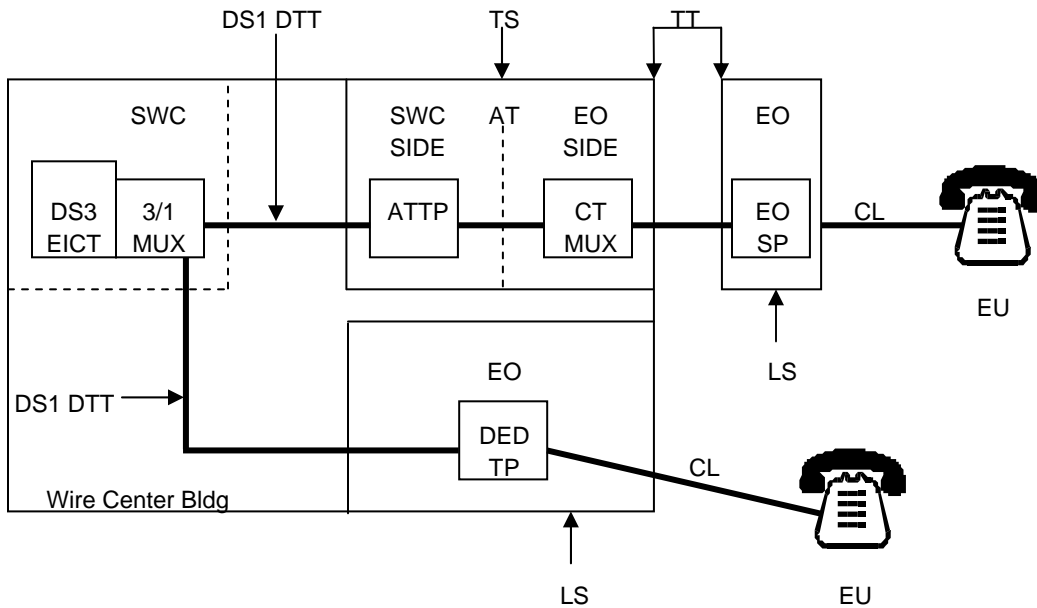 DS1 DTT
TS
TT
SWC
SWC
SIDE
AT
EO
SIDE
EO
DS3
EICT
3/1
MUX
ATTP
CT
MUX
EO
SP
CL
EU
LS
EO
DS1 DTT
DED
TP
CL
Wire Center Bldg
LS
EU